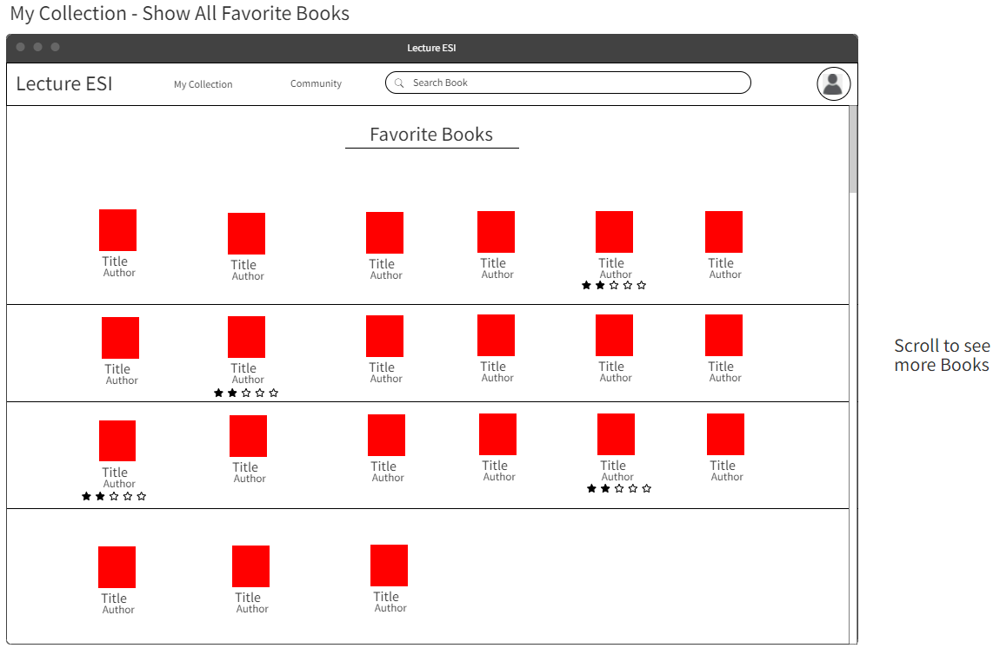 My Collection - Show All Favorite Books
Lecture ESI
Lecture ESI My Collection Community Search Book
Favorite Books
Title Title Title Title Title Title
Author Author Author Author Author Author
Title Title Title Title Title Title
Author Author Author Author Author Author
Scroll to see
more Books
Title Title Title Title Title Title
Author Author Author Author Author Author
Title Title Title
Author Author Author